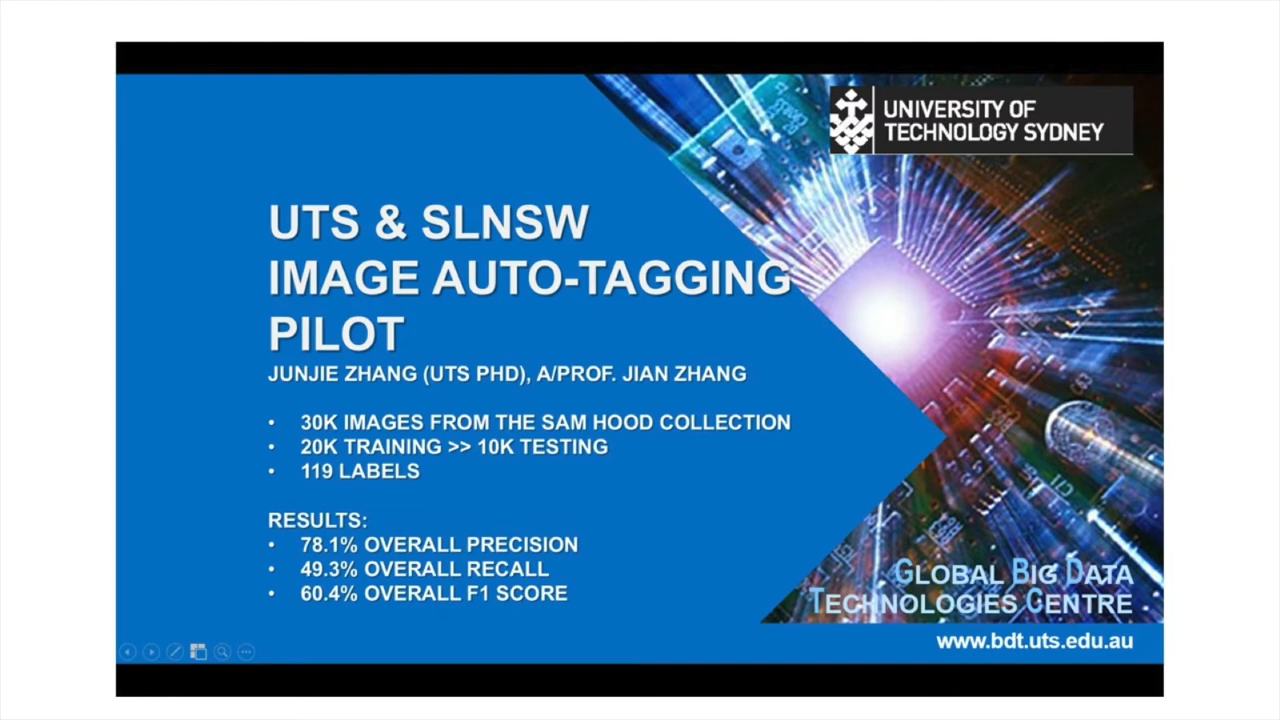 UNIVERSITY OF
TECHNOLOGY SYDNEY
UTS & SLNSW
IMAGE AUTO-TAGGING
PILOT
JUNJIE ZHANG (UTS PHD), A/PROF. JIAN ZHANG
• 30K IMAGES FROM THE SAM HOOD COLLECTION
• 20K TRAINING >> 10K TESTING
• 119 LABELS
RESULTS:
• 78.1% OVERALL PRECISION
• 49.3% OVERALL RECALL
• 60.4% OVERALL F1 SCORE
GLOBAL BIG DATA
TECHNOLOGIES CENTRE
www.bdt.uts.edu.au